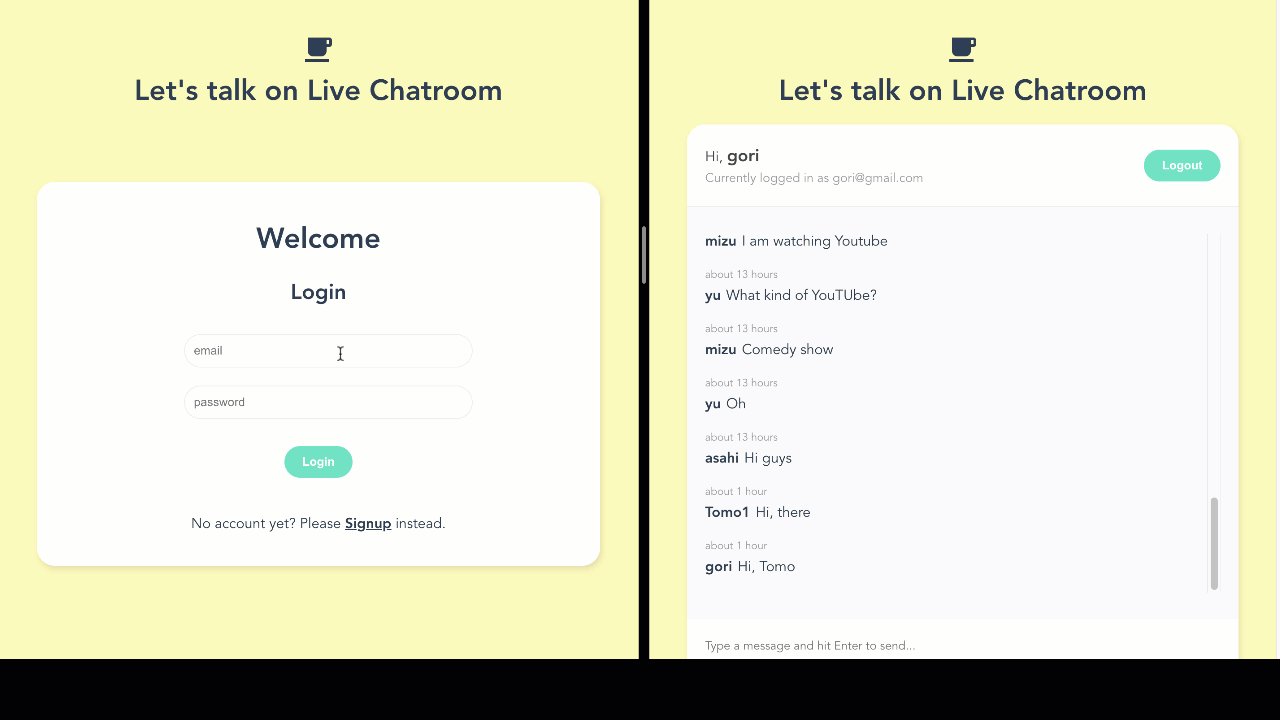 Let's talk on Live Chatroom
Welcome
Login
email
password
Login
No account yet? Please Signup instead.
Let's talk on Live Chatroom
Hi, gori
Currently logged in as gori@gmail.com
Logout
mizu I am watching Youtube
about 13 hours
yu What kind of YouTUbe?
about 13 hours
mizu Comedy show
about 13 hours
yu Oh
about 13 hours
asahi Hi guys
about 1 hour
Tomo1 Hi, there
about 1 hour
gori Hi, Tomo
Type a message and hit Enter to send...